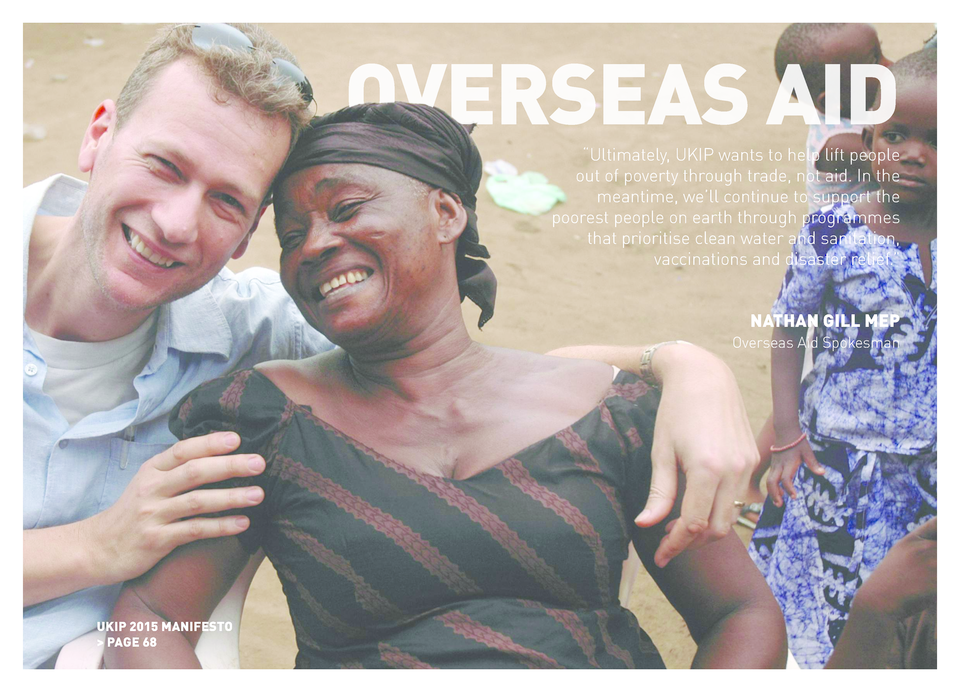 OVERSEAS AID
“Ultimately, UKIP wants to help lift people
out of poverty through trade, not aid. In the
meantime, we’ll continue to support the
poorest people on earth through programmes
that prioritise clean water and sanitation,
vaccinations and disaster relief.”
NATHAN GILL MEP
Overseas Aid Spokesman
UKIP 2015 MANIFESTO
> PAGE 68